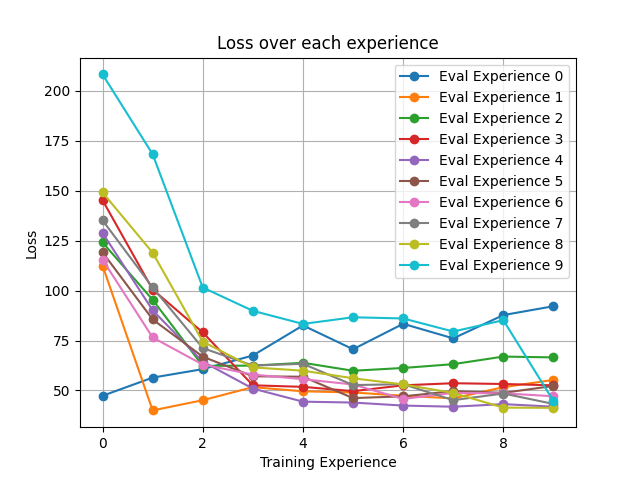 Loss over each experience
Loss
200
175
150
125
100
75
50
Eval Experience 0
Eval Experience 1
Eval Experience 2
Eval Experience 3
Eval Experience 4
Eval Experience 5
Eval Experience 6
Eval Experience 7
Eval Experience 8
Eval Experience 9
0 2 4 6 8
Training Experience